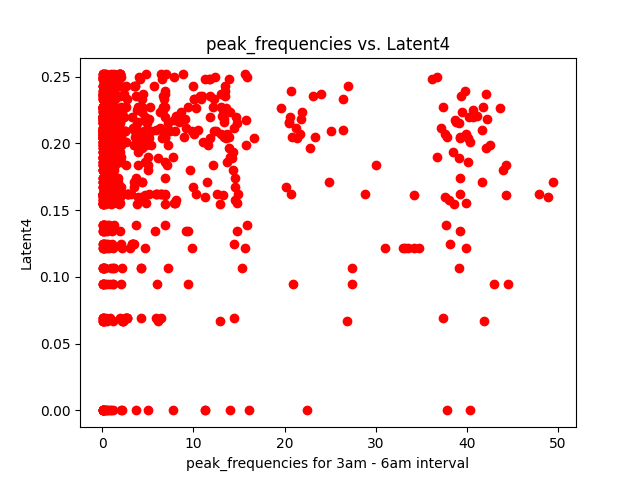 peak_frequencies vs. Latent4
0.25
0.20
0.15
0.10
0.05
0.00
Latent4
0 10 20 30 40 50
peak_frequencies for 3am - 6am interval